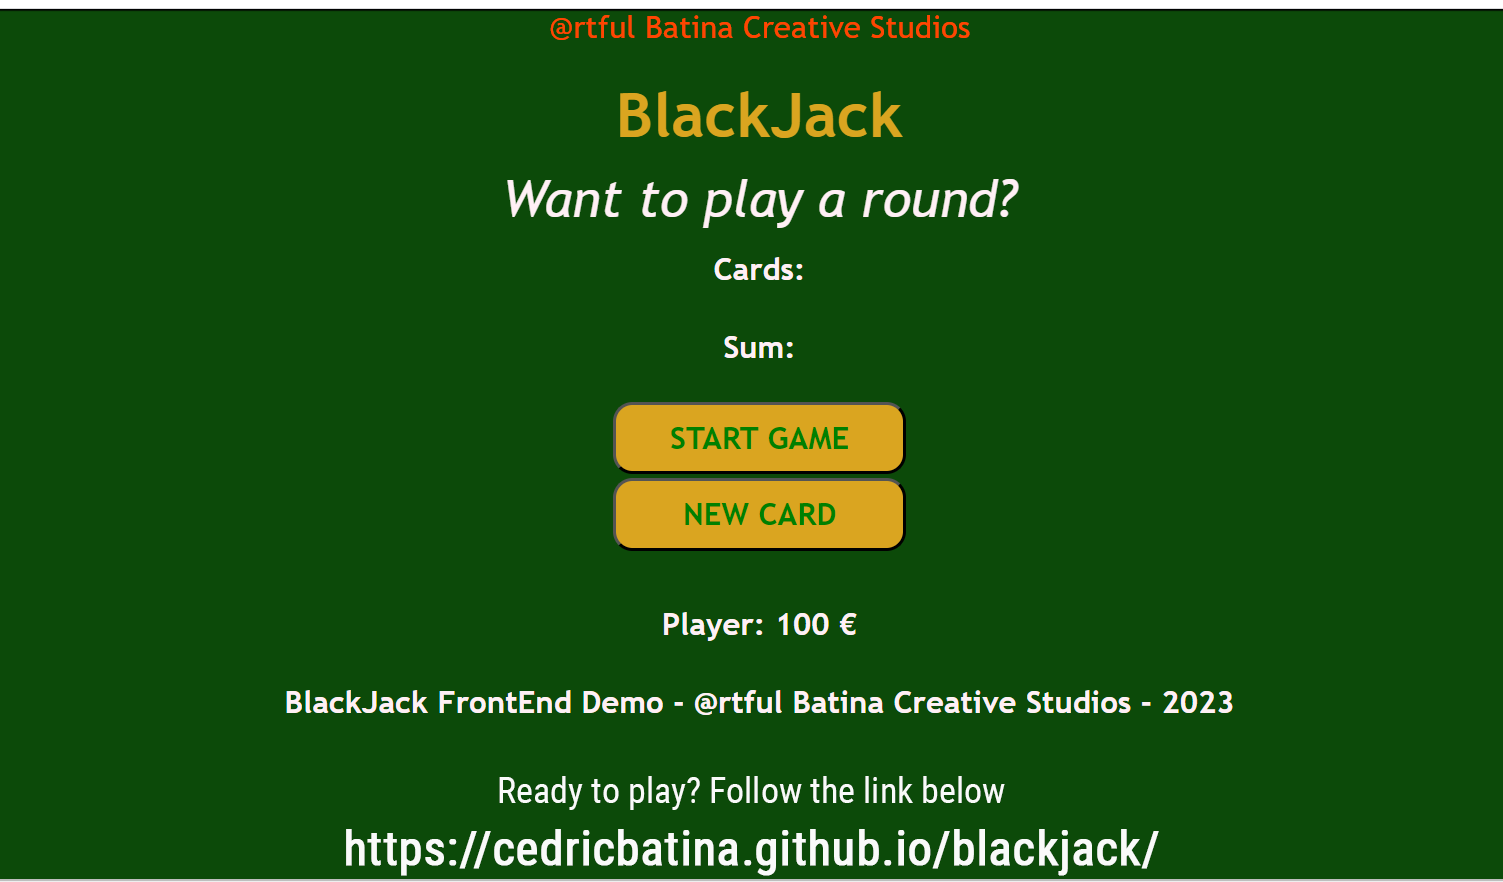 @rtful Batina Creative Studios
BlackJack
Want to play a round?
Cards:
Sum:
START GAME
NEW CARD
Player: 100 €
BlackJack FrontEnd Demo - @rtful Batina Creative Studios - 2023
Ready to play? Follow the link below
https://cedricbatina.github.io/blackjack/